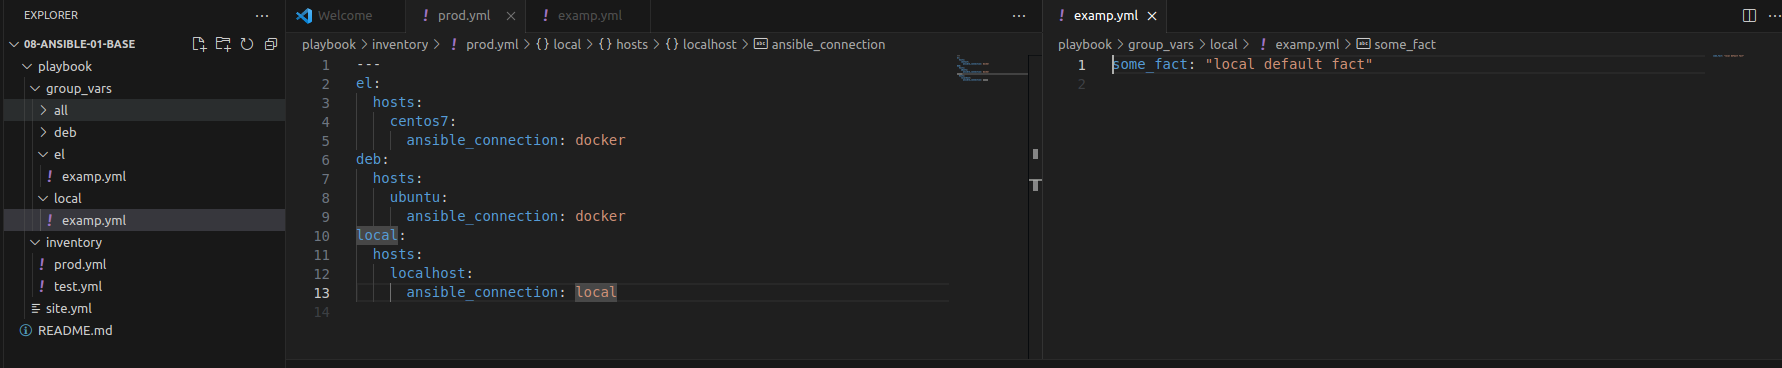 EXPLORER
08-ANSIBLE-01-BASE
playbook
group_vars
all
deb
el
! examp.yml
local
! examp.yml
inventory
! prod.yml
! test.yml
site.yml
README.md
Welcome
! prod.yml
! examp.yml
playbook > inventory > ! prod.yml > {} local > {} hosts > {} localhost > abc ansible_connection
1 ---
2 el:
3   hosts:
4     centos7:
5       ansible_connection: docker
6 deb:
7   hosts:
8     ubuntu:
9       ansible_connection: docker
10 local:
11   hosts:
12     localhost:
13       ansible_connection: local
14
! examp.yml
playbook > group_vars > local > ! examp.yml > abc some_fact
1 some_fact: "local default fact"
2